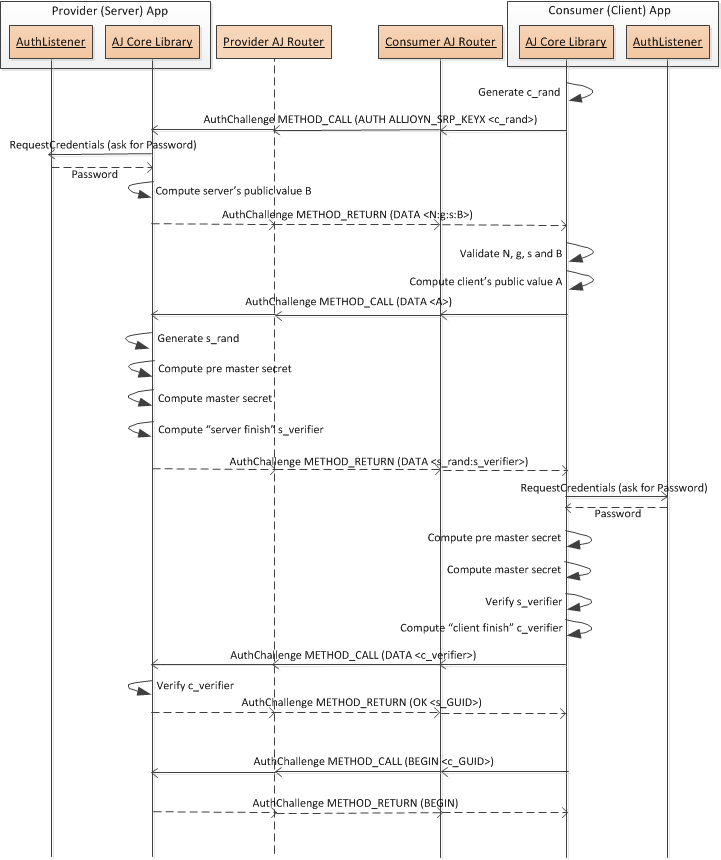 Provider (Server) App
Consumer (Client) App
AuthListener
AJ Core Library
Provider AJ Router
Consumer AJ Router
AJ Core Library
AuthListener
Generate c_rand
AuthChallenge METHOD_CALL (AUTH ALLJOYN_SRP_KEYX <c_rand>)
RequestCredentials (ask for Password)
Password
Compute server's public value B
AuthChallenge METHOD_RETURN (DATA <N:g:s:B>)
Validate N, g, s and B
Compute client's public value A
AuthChallenge METHOD_CALL (DATA <A>)
Generate s_rand
Compute pre master secret
Compute master secret
Compute “server finish” s_verifier
AuthChallenge METHOD_RETURN (DATA <s_rand:s_verifier>)
RequestCredentials (ask for Password)
Password
Compute pre master secret
Compute master secret
Verify s_verifier
Compute “client finish” c_verifier
AuthChallenge METHOD_CALL (DATA <c_verifier>)
Verify c_verifier
AuthChallenge METHOD_RETURN (OK <s_GUID>)
AuthChallenge METHOD_CALL (BEGIN <c_GUID>)
AuthChallenge METHOD_RETURN (BEGIN)